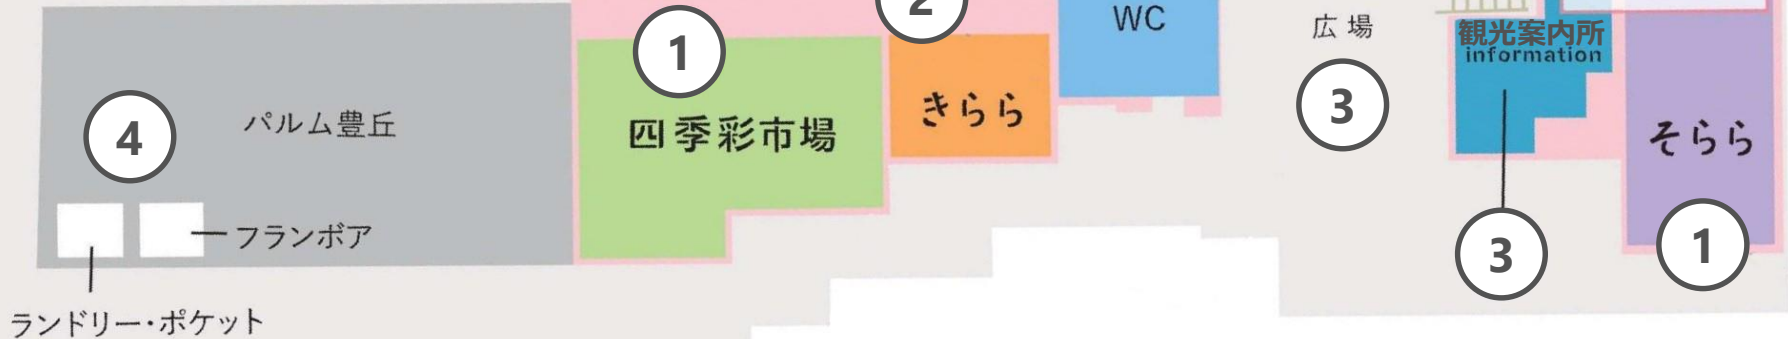 2
WC
広場
観光案内所
information
1
3
4
パルム豊丘
四季彩市場
きらら
そらら
フランボア
3
1
ランドリー・ポケット